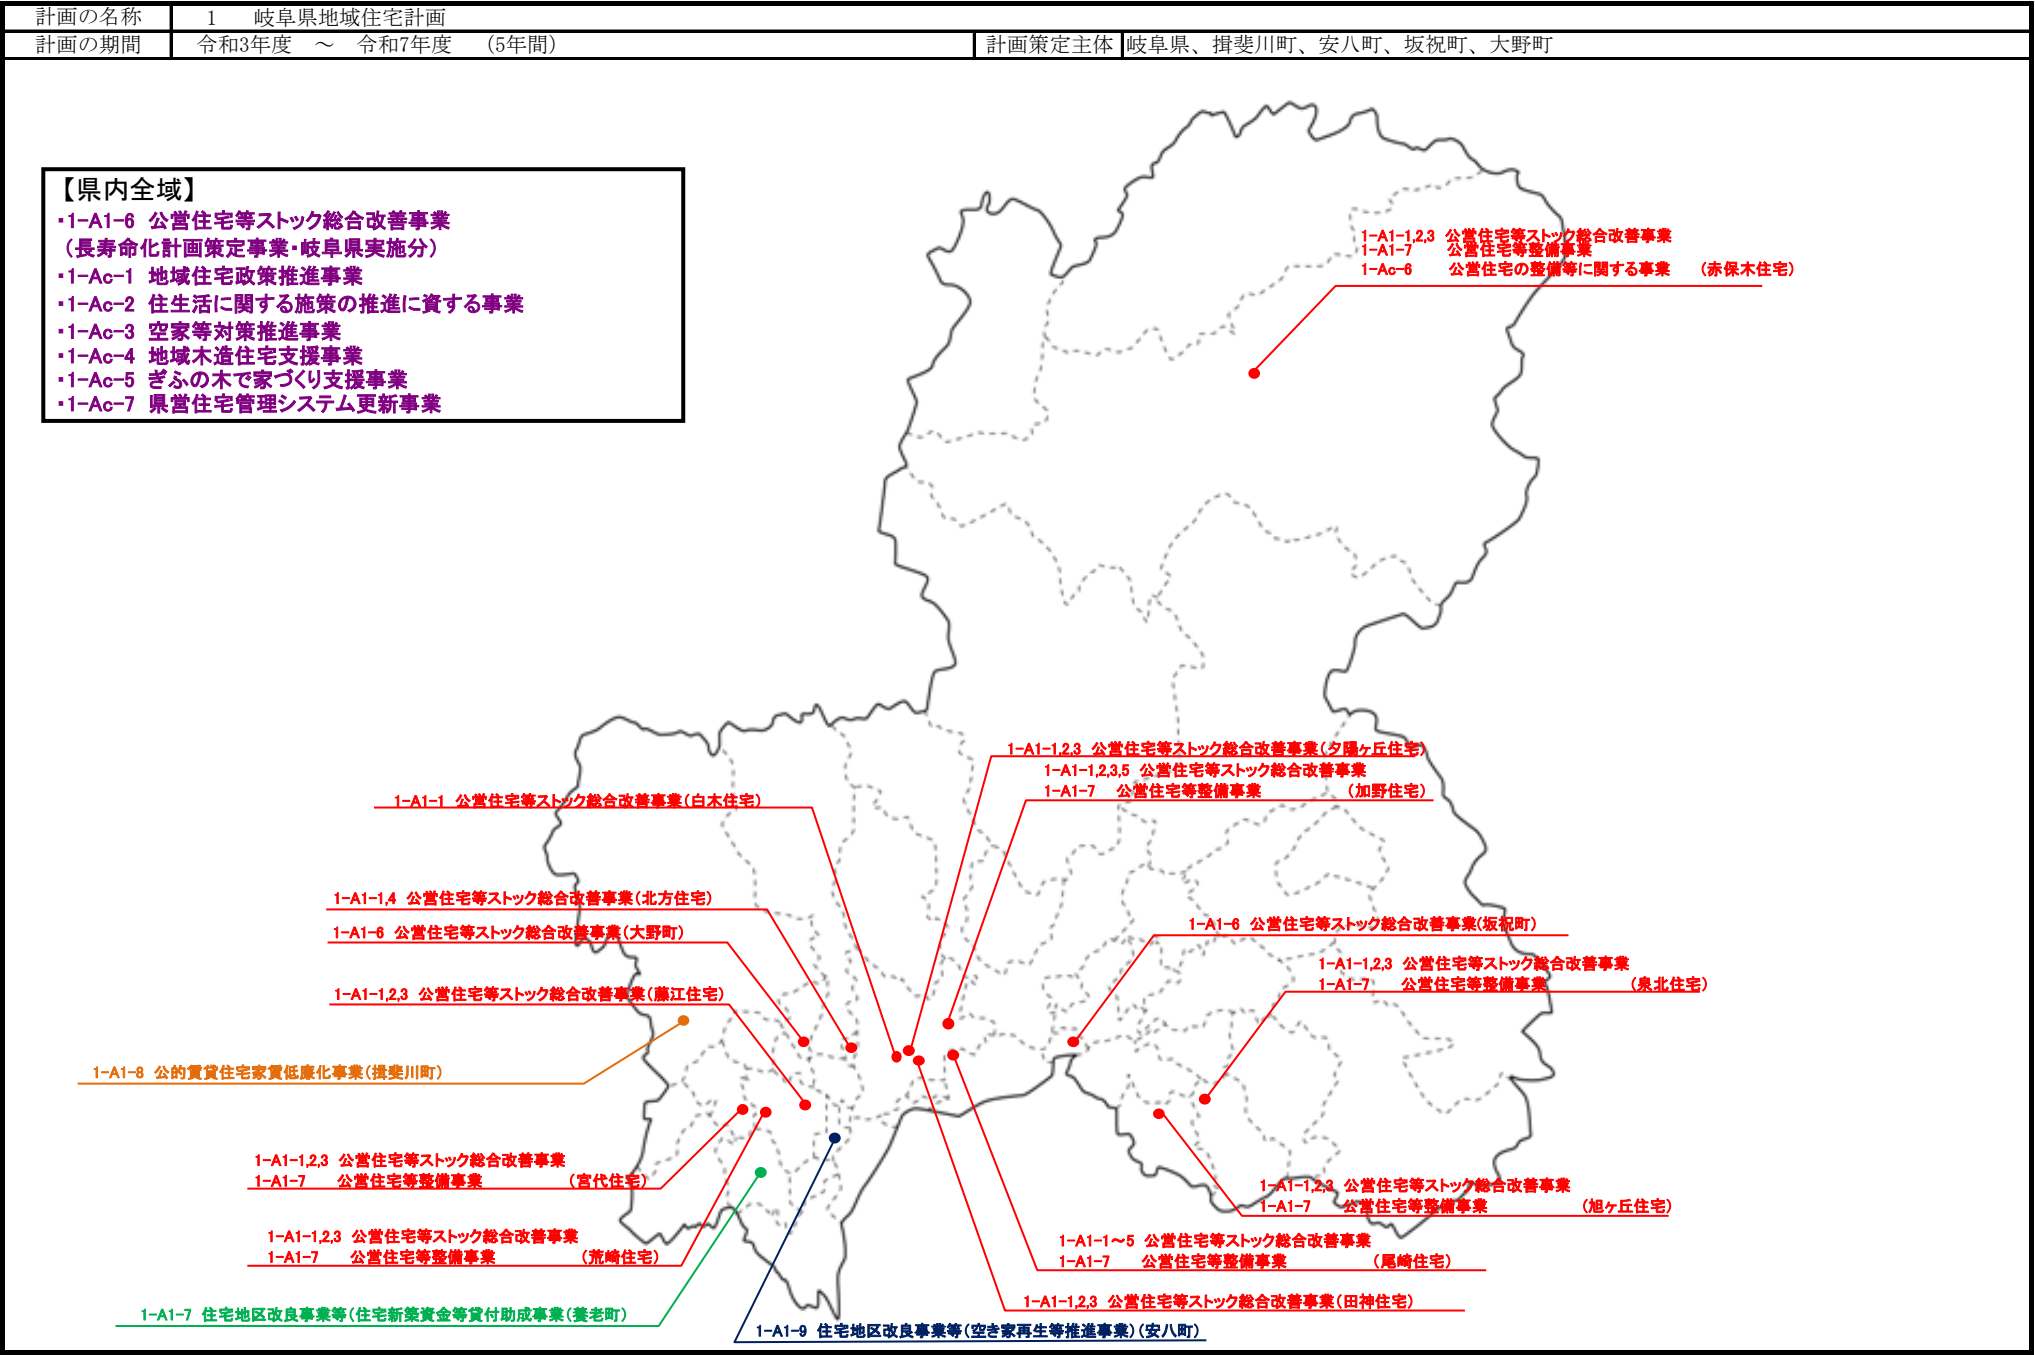 計画の名称 1 岐阜県地域住宅計画
計画の期間 令和3年度 ～ 令和7年度 (5年間) 計画策定主体 岐阜県、揖斐川町、安八町、坂祝町、大野町
【県内全域】
・1-A1-6 公営住宅等ストック総合改善事業
（長寿命化計画策定事業・岐阜県実施分）
・1-Ac-1 地域住宅政策推進事業
・1-Ac-2 住生活に関する施策の推進に資する事業
・1-Ac-3 空家等対策推進事業
・1-Ac-4 地域木造住宅支援事業
・1-Ac-5 ぎふの木で家づくり支援事業
・1-Ac-7 県営住宅管理システム更新事業
1-A1-1,2,3 公営住宅等ストック総合改善事業
1-A1-7 公営住宅等整備事業
1-Ac-6 公営住宅の整備等に関する事業 （赤保木住宅）
1-A1-1,2,3 公営住宅等ストック総合改善事業（夕陽ヶ丘住宅）
1-A1-1,2,3,5 公営住宅等ストック総合改善事業
1-A1-7 公営住宅等整備事業 （加野住宅）
1-A1-1 公営住宅等ストック総合改善事業（白木住宅）
1-A1-1,4 公営住宅等ストック総合改善事業（北方住宅）
1-A1-6 公営住宅等ストック総合改善事業（大野町）
1-A1-6 公営住宅等ストック総合改善事業(坂祝町)
1-A1-1,2,3 公営住宅等ストック総合改善事業
1-A1-7 公営住宅等整備事業 （泉北住宅）
1-A1-1,2,3 公営住宅等ストック総合改善事業（藤江住宅）
1-A1-8 公的賃貸住宅家賃低廉化事業（揖斐川町）
1-A1-1,2,3 公営住宅等ストック総合改善事業
1-A1-7 公営住宅等整備事業 （宮代住宅）
1-A1-1,2,3 公営住宅等ストック総合改善事業
1-A1-7 公営住宅等整備事業 （旭ヶ丘住宅）
1-A1-1,2,3 公営住宅等ストック総合改善事業
1-A1-7 公営住宅等整備事業 （荒崎住宅）
1-A1-1～5 公営住宅等ストック総合改善事業
1-A1-7 公営住宅等整備事業 （尾崎住宅）
1-A1-1,2,3 公営住宅等ストック総合改善事業（田神住宅）
1-A1-7 住宅地区改良事業等（住宅新築資金等貸付助成事業（養老町）
1-A1-9 住宅地区改良事業等（空き家再生等推進事業）（安八町）